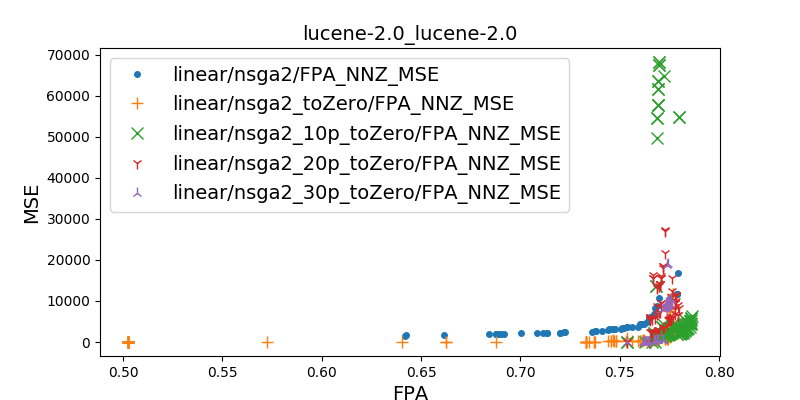 lucene-2.0_lucene-2.0
MSE
70000
60000
50000
40000
30000
20000
10000
0
linear/nsga2/FPA_NNZ_MSE
linear/nsga2_toZero/FPA_NNZ_MSE
linear/nsga2_10p_toZero/FPA_NNZ_MSE
linear/nsga2_20p_toZero/FPA_NNZ_MSE
linear/nsga2_30p_toZero/FPA_NNZ_MSE
0.50 0.55 0.60 0.65 0.70 0.75 0.80
FPA